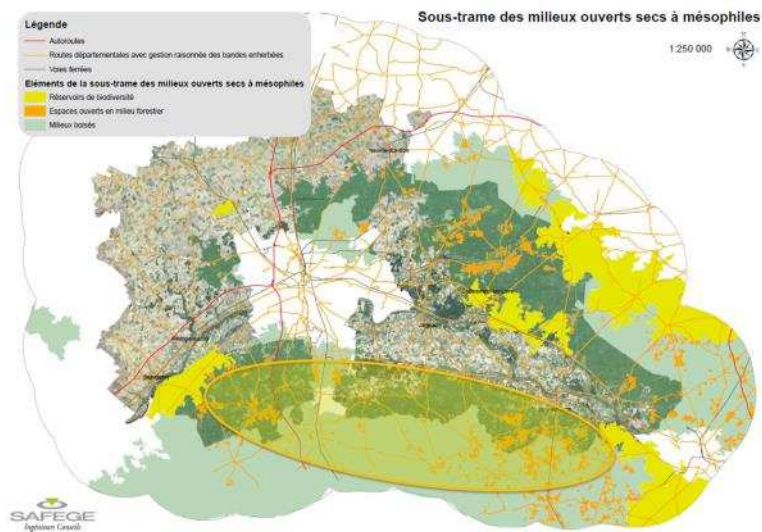 Sous-trame des milieux ouverts secs à mésophiles
1:250 000
Légende
Autoroutes
Routes départementales avec gestion raisonnée des bandes enherbées
Voies ferrées
Eléments de la sous-trame des milieux ouverts secs à mésophiles
Réservoirs de biodiversité
Espaces ouverts en milieu forestier
Milieux boisés
SAFEGE
Ingénieurs Conseils